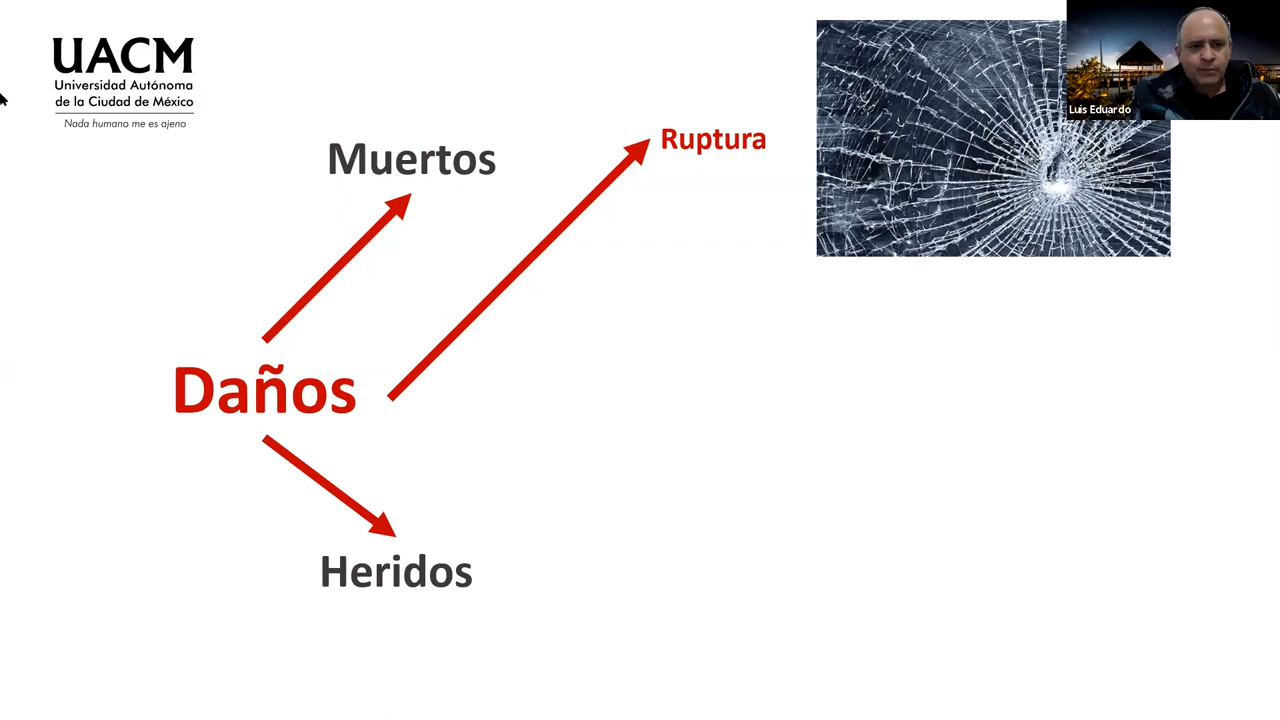 UACM
Universidad Autónoma
de la Ciudad de México
Nada humano me es ajeno
Luis Eduardo
Muertos
Ruptura
Daños
Heridos